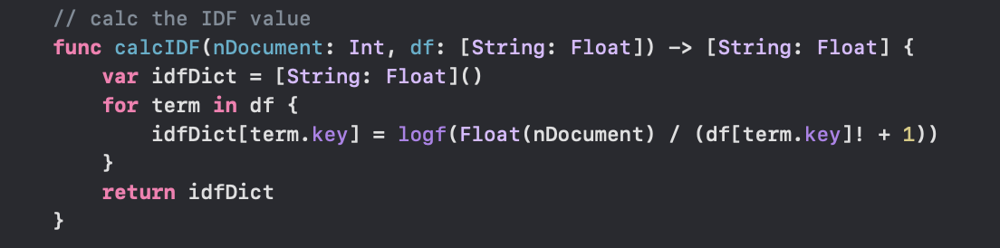 // calc the IDF value
func calcIDF(nDocument: Int, df: [String: Float]) -> [String: Float] {
    var idfDict = [String: Float]()
    for term in df {
        idfDict[term.key] = logf(Float(nDocument) / (df[term.key]! + 1))
    }
    return idfDict
}